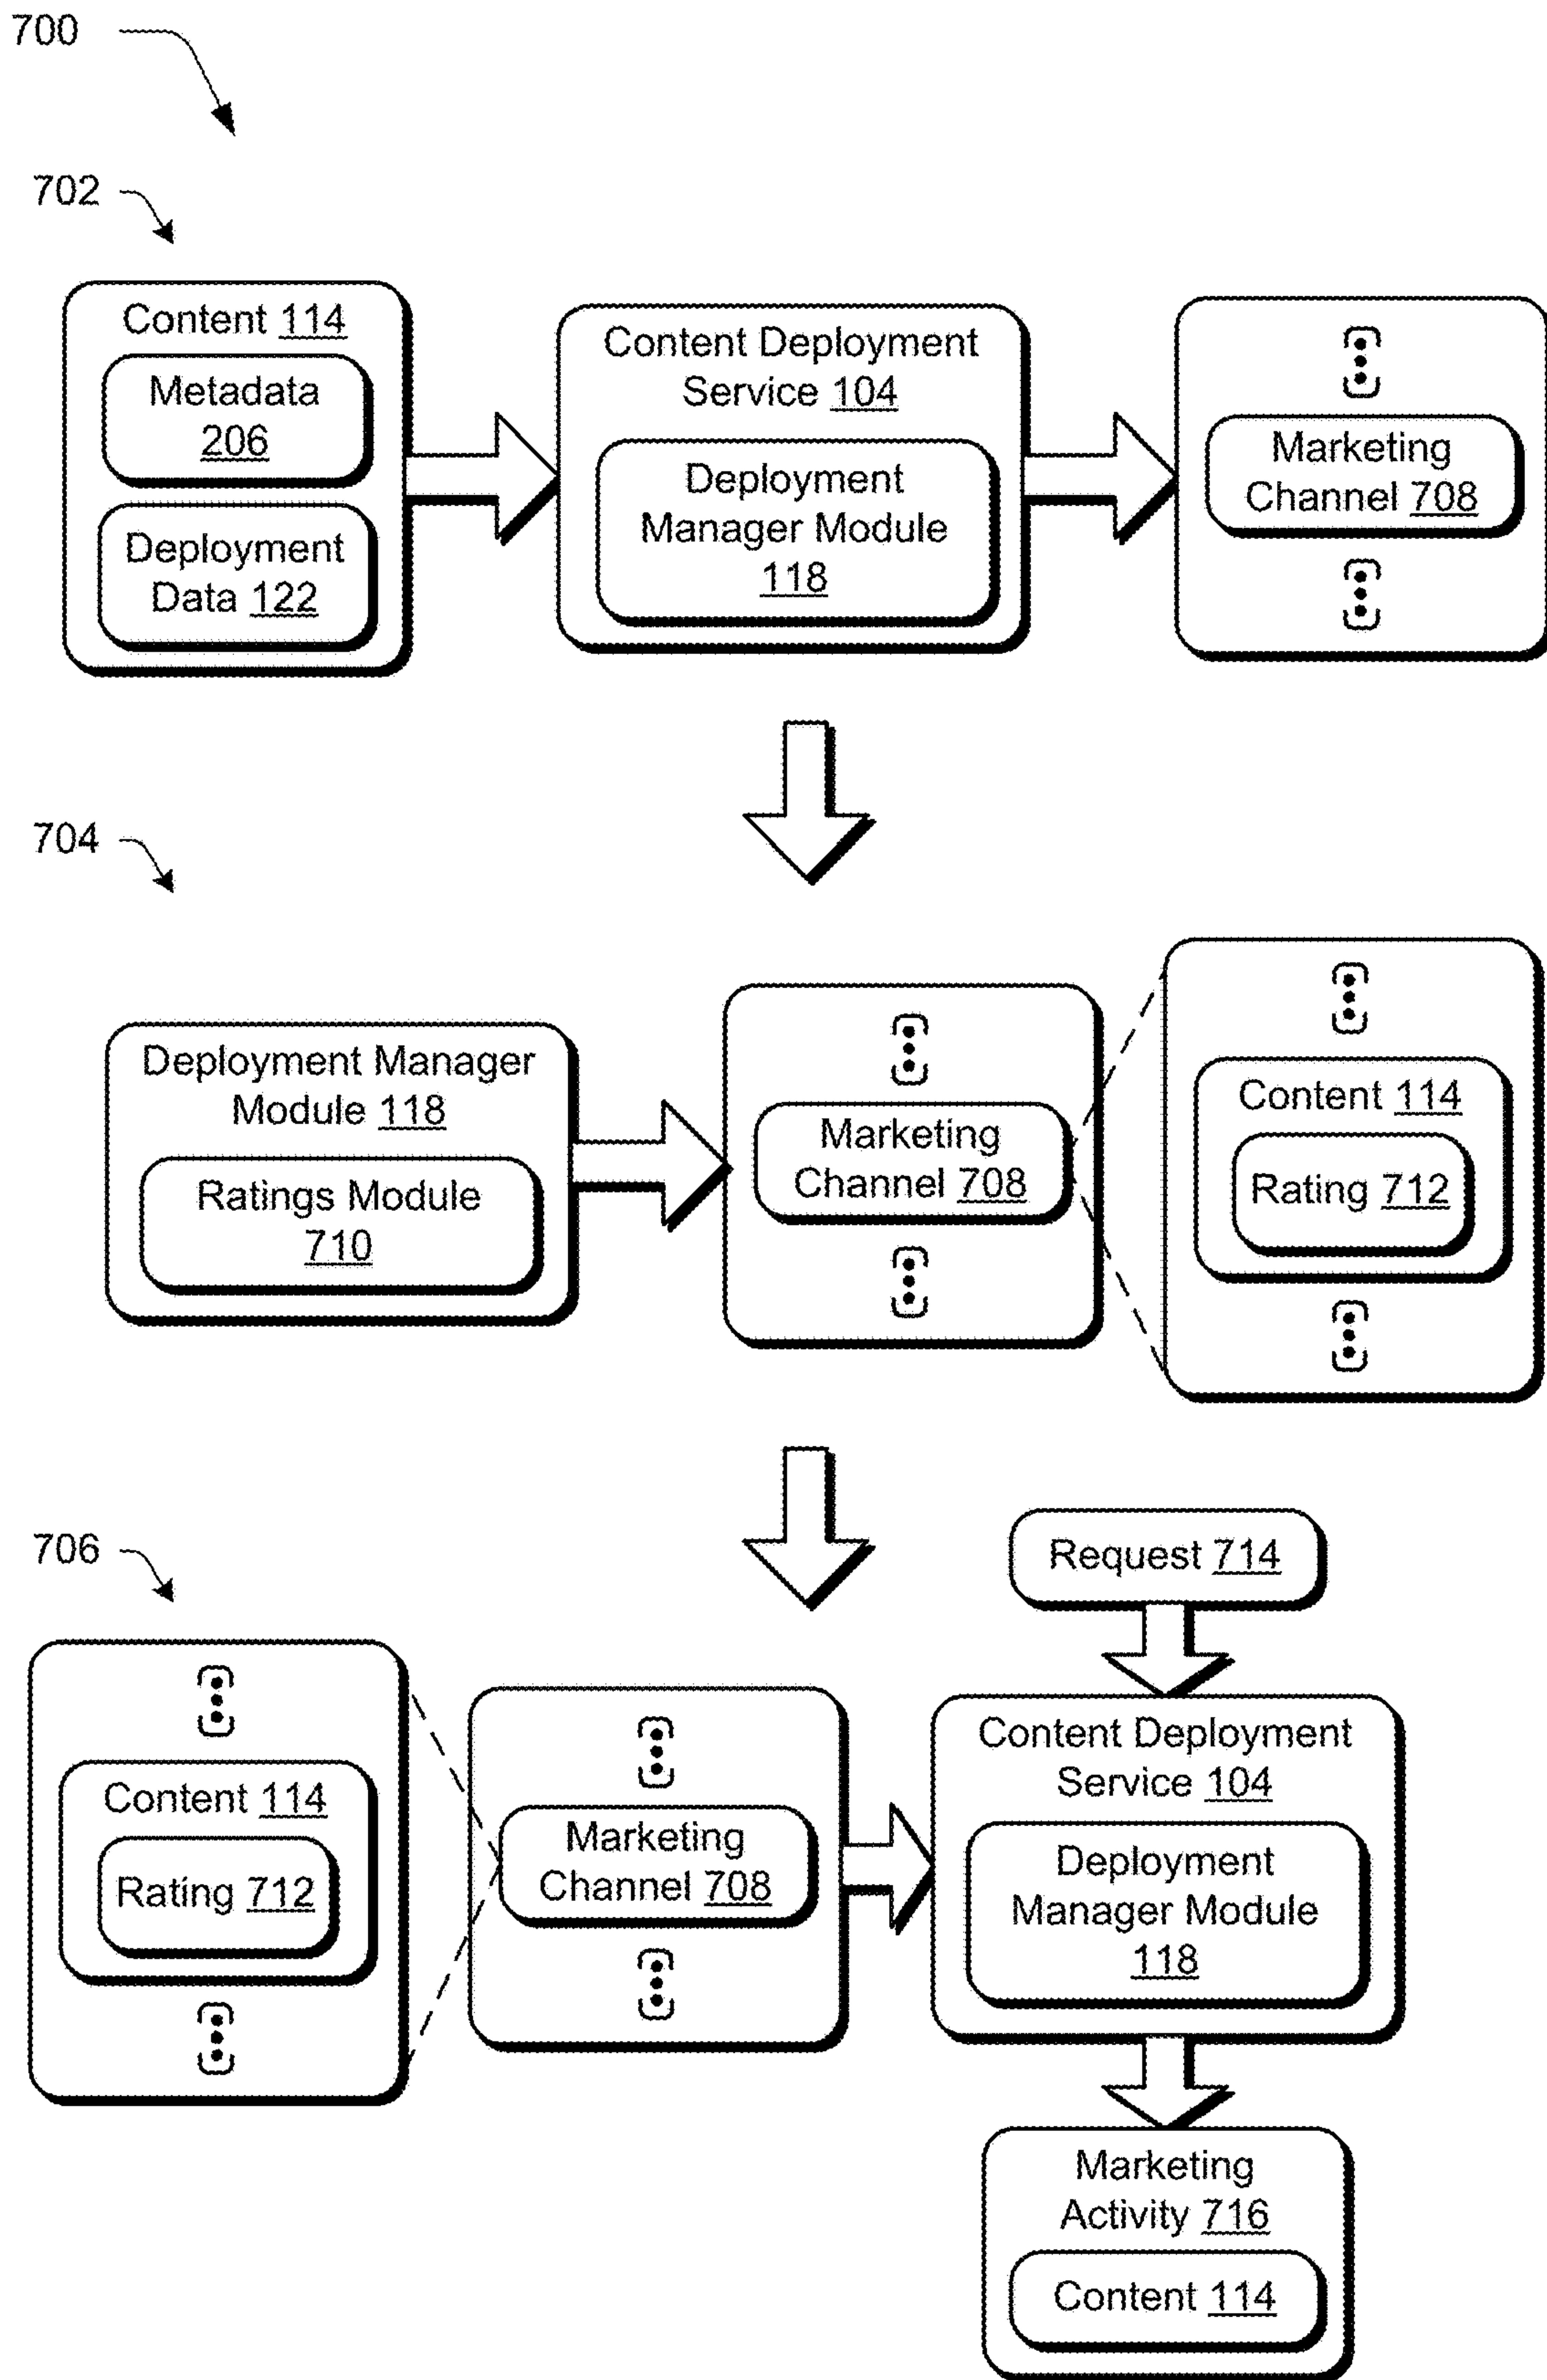 700
702
Content 114
Metadata
206
Deployment
Data 122
Content Deployment
Service 104
Deployment
Manager Module
118
Marketing
Channel 708
704
Deployment Manager
Module 118
Ratings Module
710
Marketing
Channel 708
Content 114
Rating 712
706
Request 714
Content 114
Rating 712
Marketing
Channel 708
Content Deployment
Service 104
Deployment
Manager Module
118
Marketing
Activity 716
Content 114